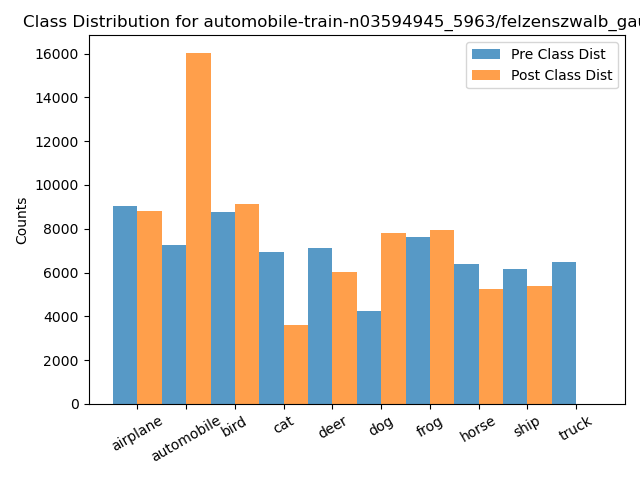 Class Distribution for automobile-train-n03594945_5963/felzenszwalb_gau
Pre Class Dist
Post Class Dist
Counts
16000
14000
12000
10000
8000
6000
4000
2000
0
airplane
automobile
bird
cat
deer
dog
frog
horse
ship
truck